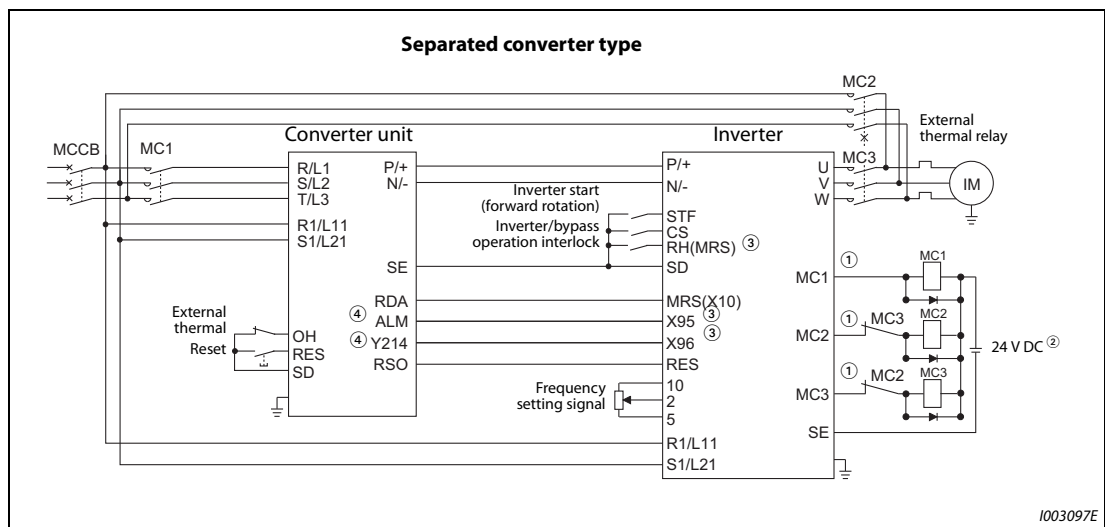 Separated converter type
MC2
External
thermal relay
Converter unit
Inverter
MCCB
MC1
MC3
R/L1
S/L2
T/L3
R1/L11
S1/L21
P/+
N/-
P/+
N/-
U
V
W
IM
Inverter start
(forward rotation)
Inverter/bypass
operation interlock
STF
CS
RH(MRS) ③
SE
SD
MC1
①
MC1
RDA
MRS(X10)
④ ALM
X95 ③
④ Y214
X96 ③
RSO
RES
External
thermal
Reset
OH
RES
SD
MC2
① MC3
MC2
24 V DC ②
MC3
① MC2
MC3
Frequency
setting signal
10
2
5
SE
R1/L11
S1/L21
I003097E